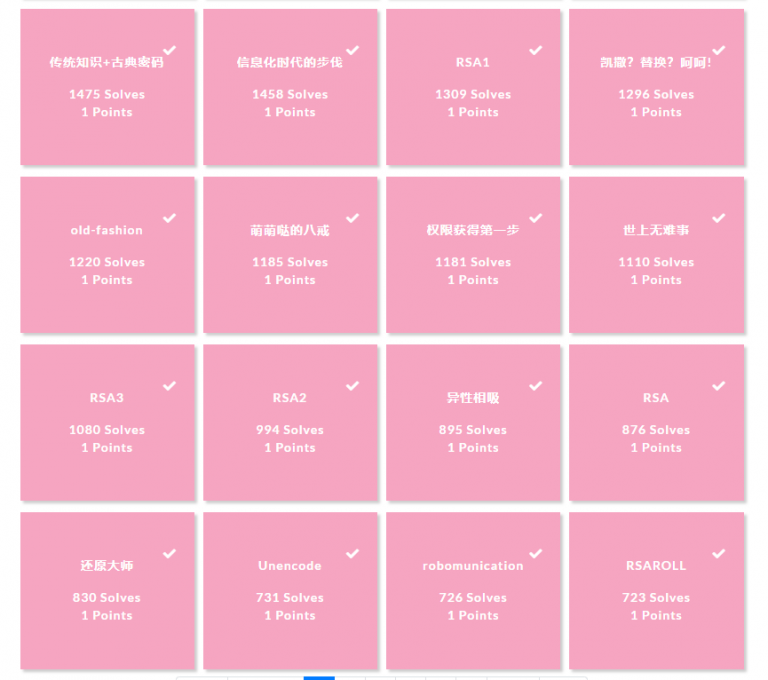 传统知识+古典密码
1475 Solves
1 Points
信息化时代的步伐
1458 Solves
1 Points
RSA1
1309 Solves
1 Points
凯撒？替换？呵呵!
1296 Solves
1 Points
old-fashion
1220 Solves
1 Points
萌萌哒的八戒
1185 Solves
1 Points
权限获得第一步
1181 Solves
1 Points
世上无难事
1110 Solves
1 Points
RSA3
1080 Solves
1 Points
RSA2
994 Solves
1 Points
异性相吸
895 Solves
1 Points
RSA
876 Solves
1 Points
还原大师
830 Solves
1 Points
Unencode
731 Solves
1 Points
robomunication
726 Solves
1 Points
RSAROLL
723 Solves
1 Points